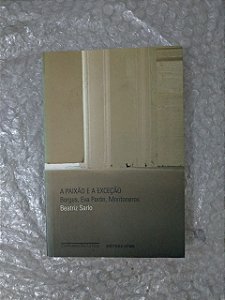 A PAIXÃO E A EXCEÇÃO
Borges, Eva Perón, Montoneros
Beatriz Sarlo